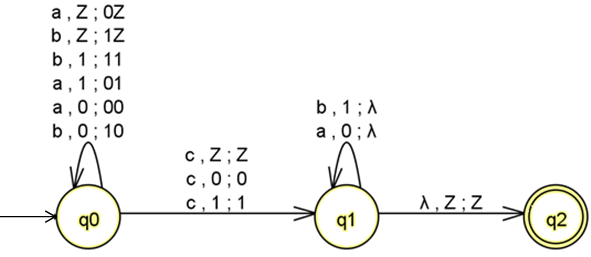 a , Z ; 0Z
b , Z ; 1Z
b , 1 ; 11
a , 1 ; 01
a , 0 ; 00
b , 0 ; 10
c , Z ; Z
c , 0 ; 0
c , 1 ; 1
b , 1 ; λ
a , 0 ; λ
λ , Z ; Z
q0
q1
q2